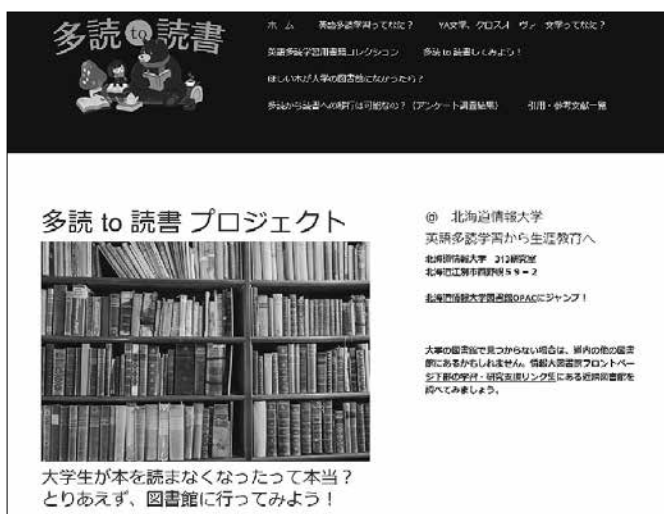 多読 to 読書
ホーム 英語多読学習ってなに? YA文学、クロスオーヴァー文学ってなに?
英語多読学習用書籍コレクション 多読 to 読書してみよう!
ほしい本が大学の図書館になかったら?
多読から読書への移行は可能なの?(アンケート調査結果) 引用・参考文献一覧
多読 to 読書 プロジェクト
@ 北海道情報大学
英語多読学習から生涯教育へ
北海道情報大学 313研究室
北海道江別市西野幌59-2
北海道情報大学図書館OPACにジャンプ!
大学の図書館で見つからない場合は、道内の他の図書
館にあるかもしれません。情報大図書館フロントペー
ジ下部の学習・研究支援リンク集にある近隣図書館を
調べてみましょう。
大学生が本を読まなくなったって本当?
とりあえず、図書館に行ってみよう!